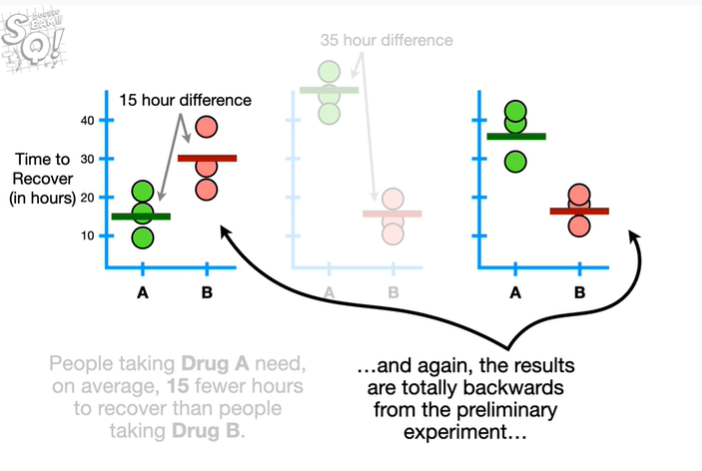 STATQUEST
BAM!!!
SQ!
35 hour difference
15 hour difference
Time to
Recover
(in hours)
40
30
20
10
A B
A B
A B
People taking Drug A need,
on average, 15 fewer hours
to recover than people
taking Drug B.
...and again, the results
are totally backwards
from the preliminary
experiment...